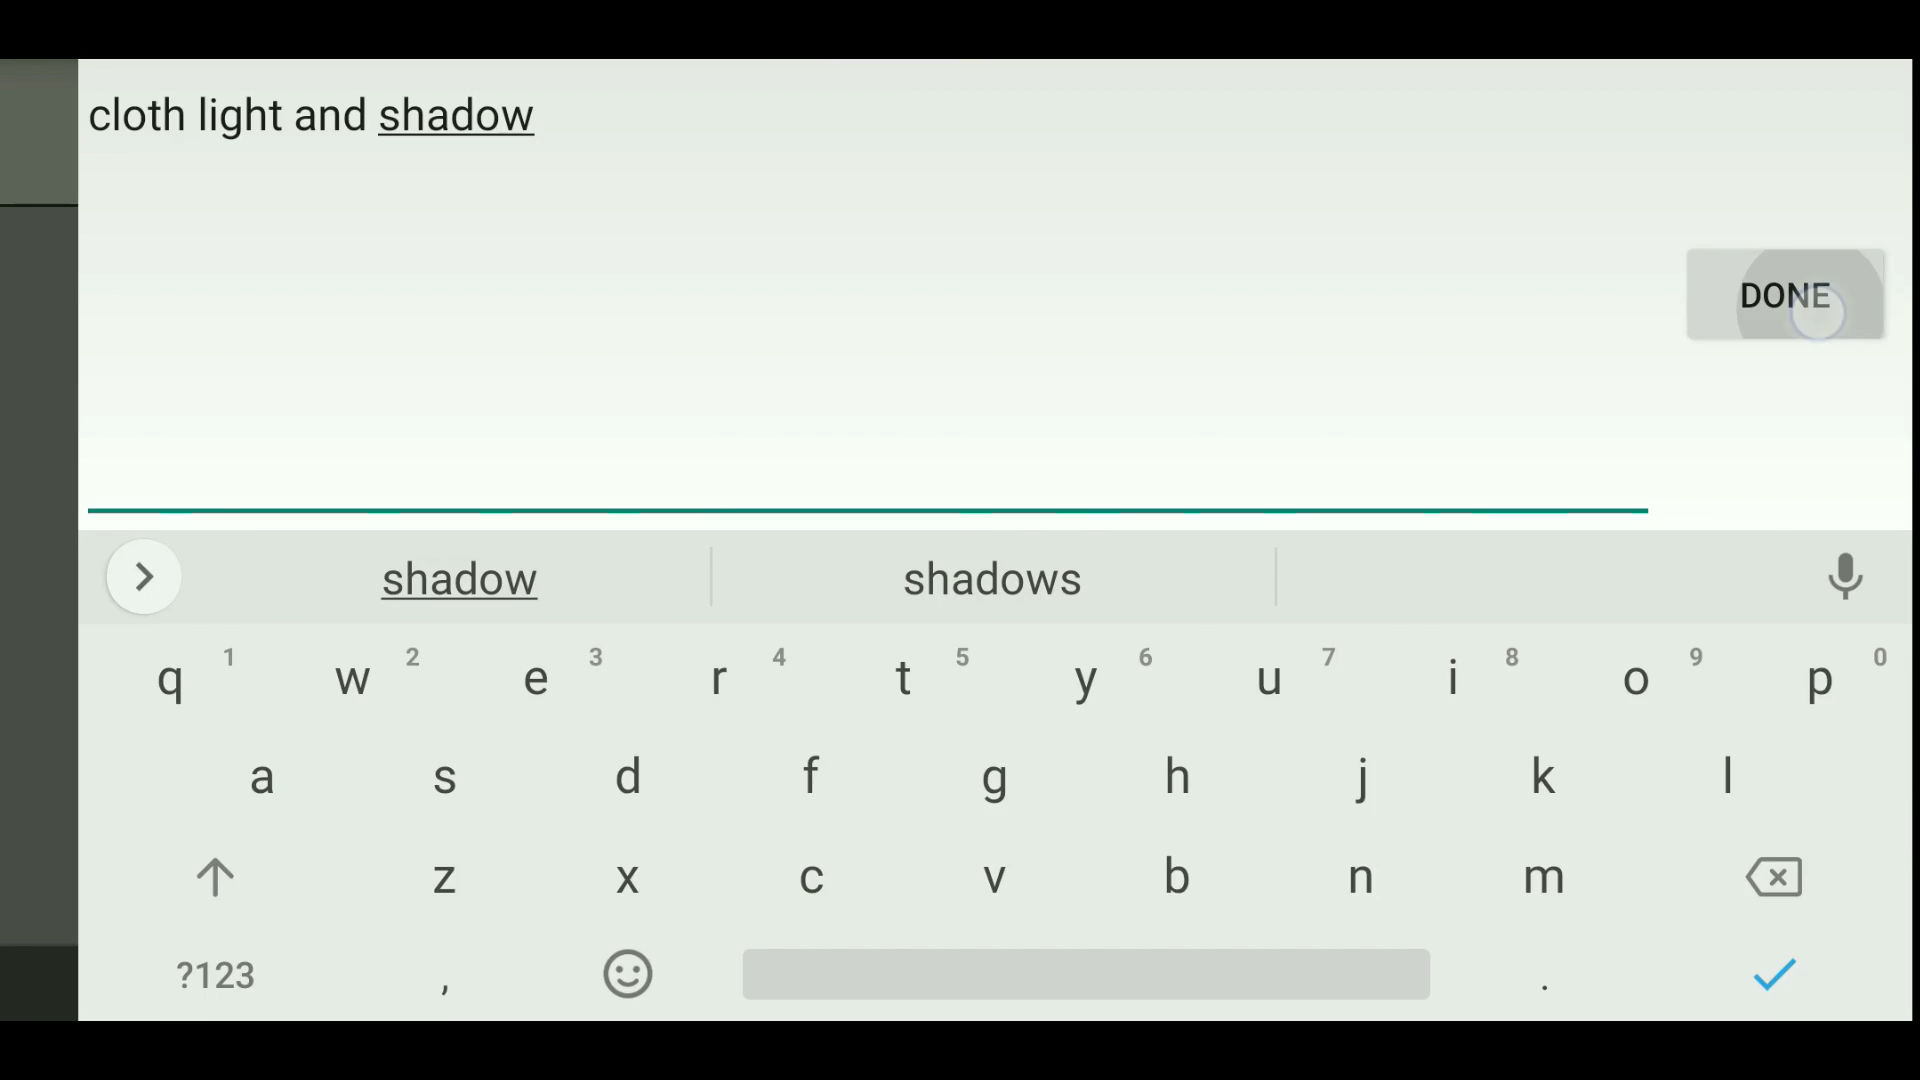 cloth light and shadow
DONE
shadow shadows
q 1 w 2 e 3 r 4 t 5 y 6 u 7 i 8 o 9 p 0
a s d f g h j k l
z x c v b n m
?123 , .